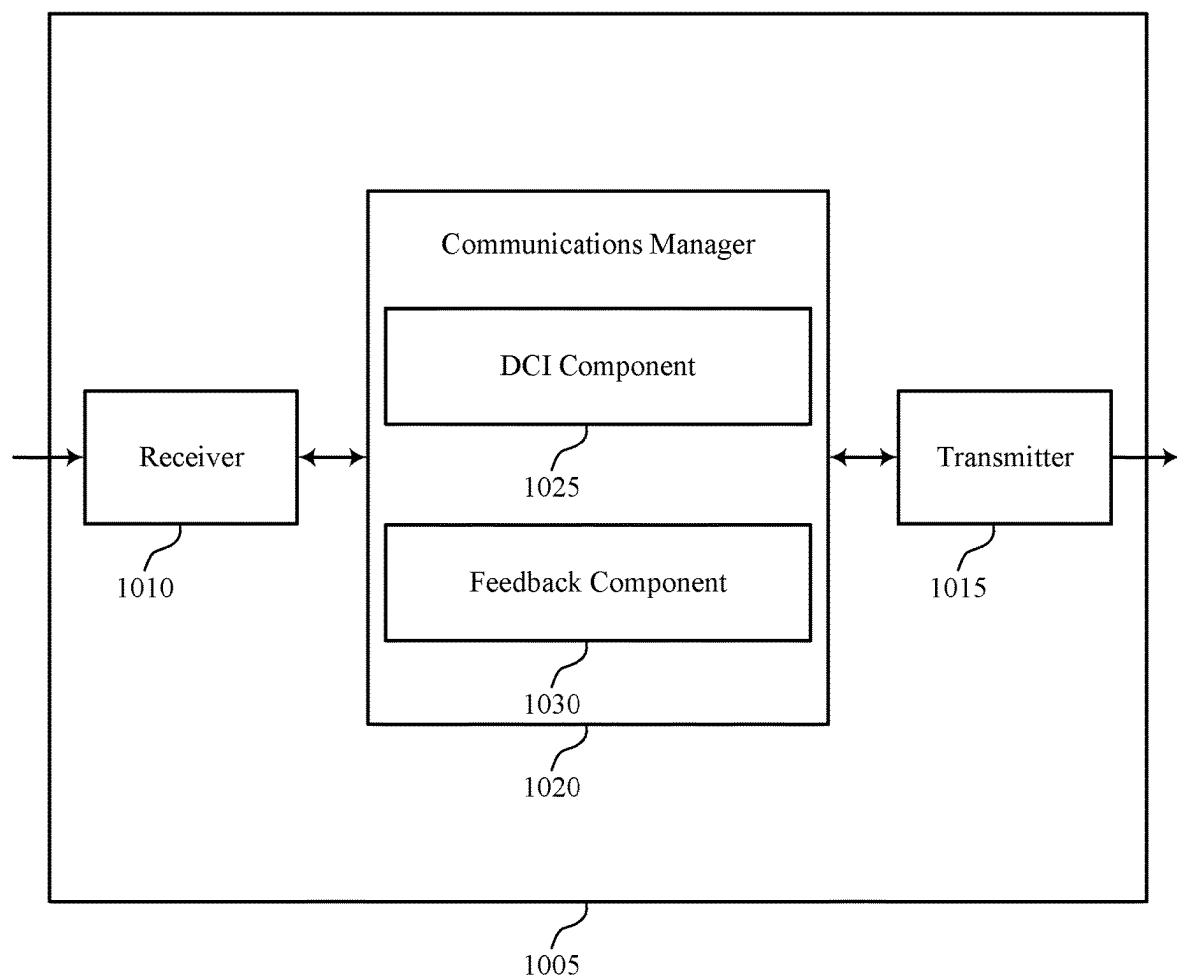 Communications Manager
DCI Component
1025
Receiver
1010
Transmitter
1015
Feedback Component
1030
1020
1005